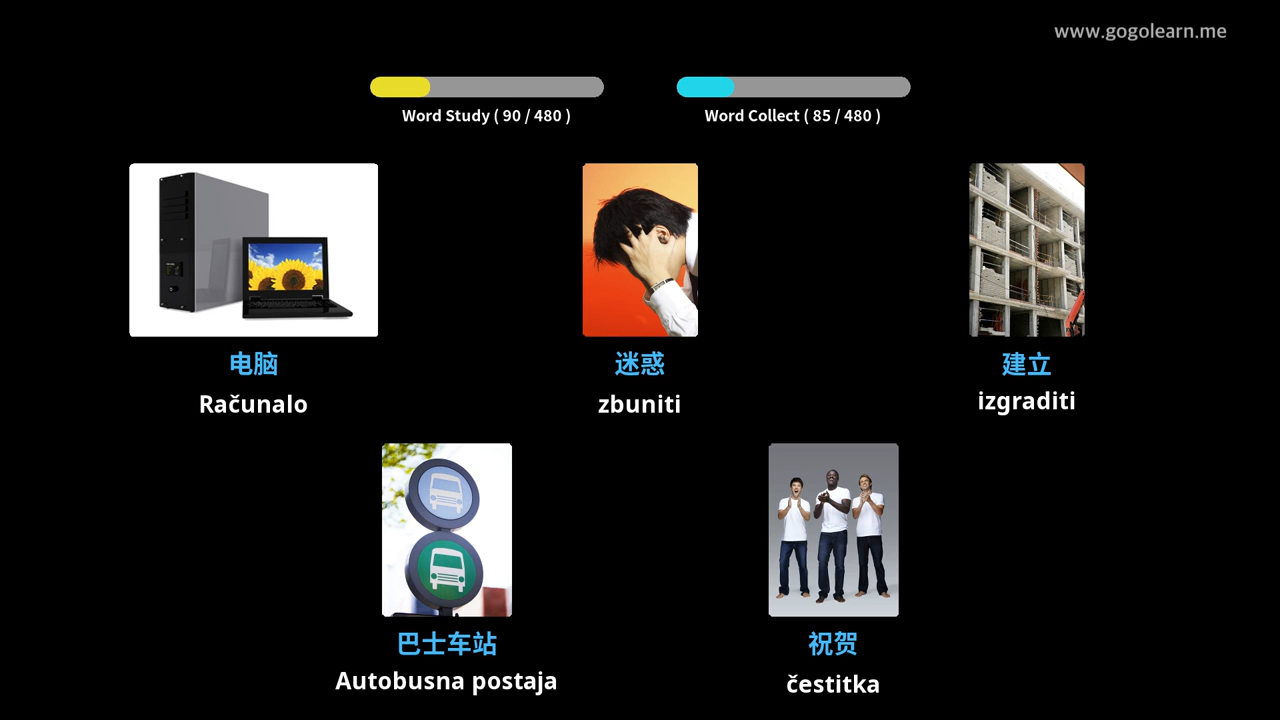 www.gogolearn.me
Word Study ( 90 / 480 )
Word Collect ( 85 / 480 )
电脑
Računalo
迷惑
zbuniti
建立
izgraditi
巴士车站
Autobusna postaja
祝贺
čestitka